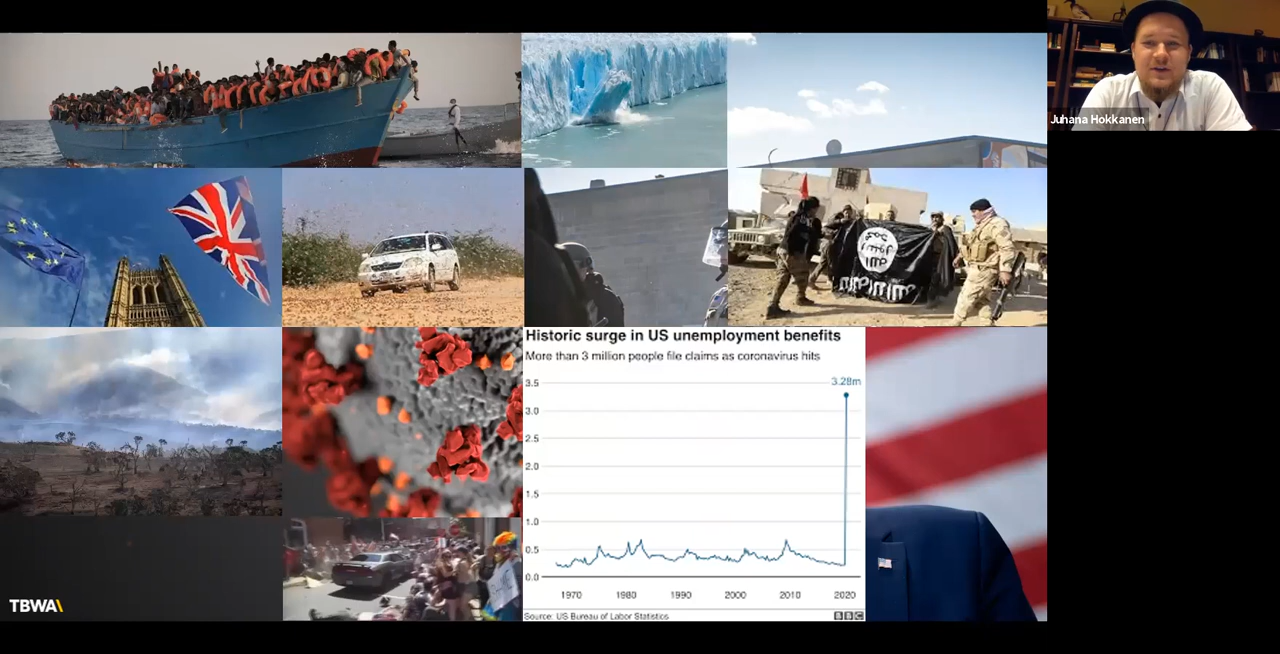 Juhana Hokkanen
Historic surge in US unemployment benefits
More than 3 million people file claims as coronavirus hits
3.28m
3.5
3.0
2.5
2.0
1.5
1.0
0.5
0.0
1970 1980 1990 2000 2010 2020
Source: US Bureau of Labor Statistics
BBC
TBWA\